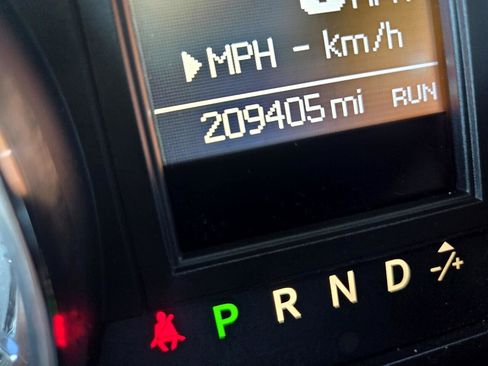 MPH - km/h
209405 mi RUN
P R N D -/+